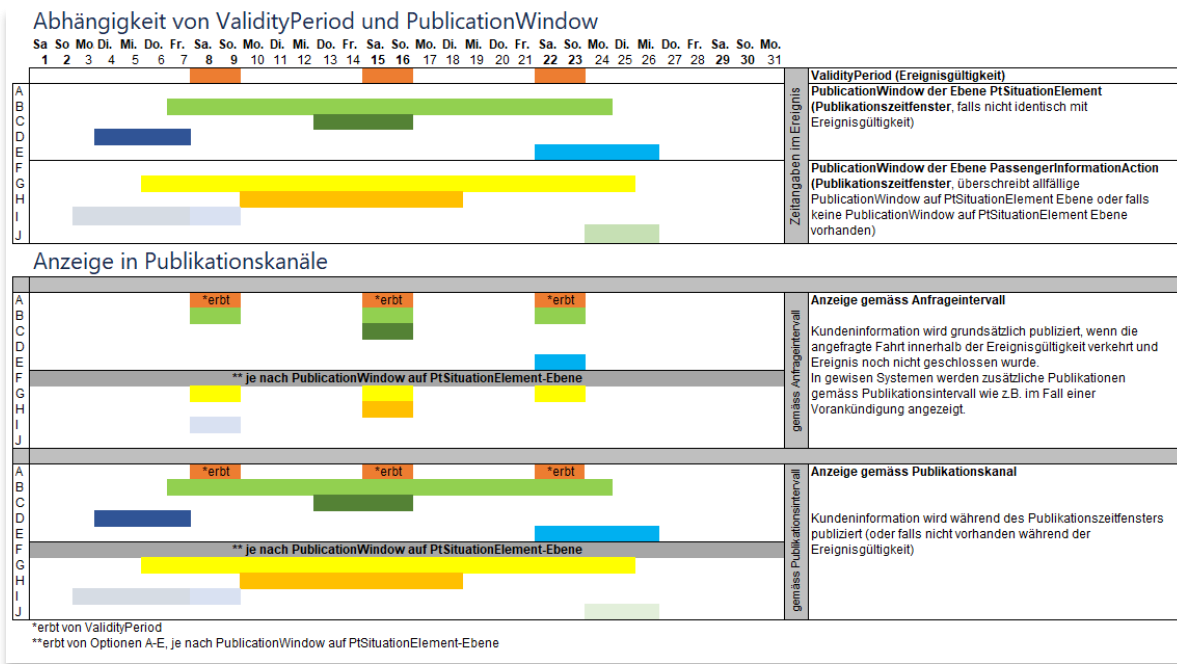 Abhängigkeit von ValidityPeriod und PublicationWindow
Sa So Mo Di. Mi. Do. Fr. Sa. So. Mo. Di. Mi. Do. Fr. Sa. So. Mo. Di. Mi. Do. Fr. Sa. So. Mo. Di. Mi. Do. Fr. Sa. So. Mo.
1 2 3 4 5 6 7 8 9 10 11 12 13 14 15 16 17 18 19 20 21 22 23 24 25 26 27 28 29 30 31
A
B
C
D
E
F
G
H
I
J
Zeitangaben im Ereignis
ValidityPeriod (Ereignisgültigkeit)
PublicationWindow der Ebene PtSituationElement
(Publikationszeitfenster, falls nicht identisch mit
Ereignisgültigkeit)
PublicationWindow der Ebene PassengerInformationAction
(Publikationszeitfenster, überschreibt allfällige
PublicationWindow auf PtSituationElement Ebene oder falls
keine PublicationWindow auf PtSituationElement Ebene
vorhanden)
Anzeige in Publikationskanäle
A *erbt *erbt *erbt
B
C
D
E
F ** je nach PublicationWindow auf PtSituationElement-Ebene
G
H
I
J
gemäss Anfrageintervall
Anzeige gemäss Anfrageintervall
Kundeninformation wird grundsätzlich publiziert, wenn die
angefragte Fahrt innerhalb der Ereignisgültigkeit verkehrt und
Ereignis noch nicht geschlossen wurde.
In gewisen Systemen werden zusätzliche Publikationen
gemäss Publikationsintervall wie z.B. im Fall einer
Vorankündigung angezeigt.
A *erbt *erbt *erbt
B
C
D
E
F ** je nach PublicationWindow auf PtSituationElement-Ebene
G
H
I
J
gemäss Publikationsintervall
Anzeige gemäss Publikationskanal
Kundeninformation wird während des Publikationszeitfensters
publiziert (oder falls nicht vorhanden während der
Ereignisgültigkeit)
*erbt von ValidityPeriod
**erbt von Optionen A-E, je nach PublicationWindow auf PtSituationElement-Ebene